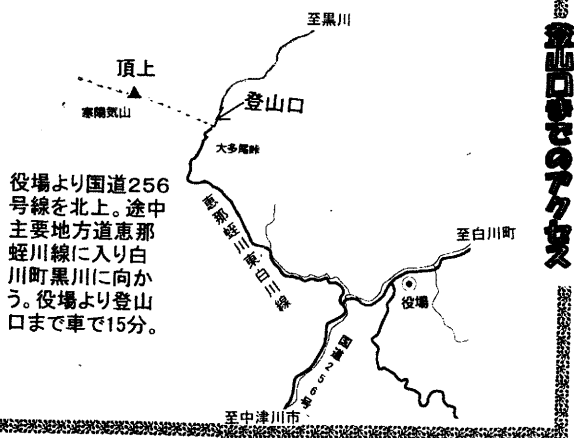 登山口までのアクセス
至黒川
頂上
登山口
寒陽気山
大多尾峠
役場より国道256
号線を北上。途中
主要地方道恵那
蛭川線に入り白
川町黒川に向か
う。役場より登山
口まで車で15分。
恵那蛭川東白川線
至白川町
役場
国道256号
至中津川市